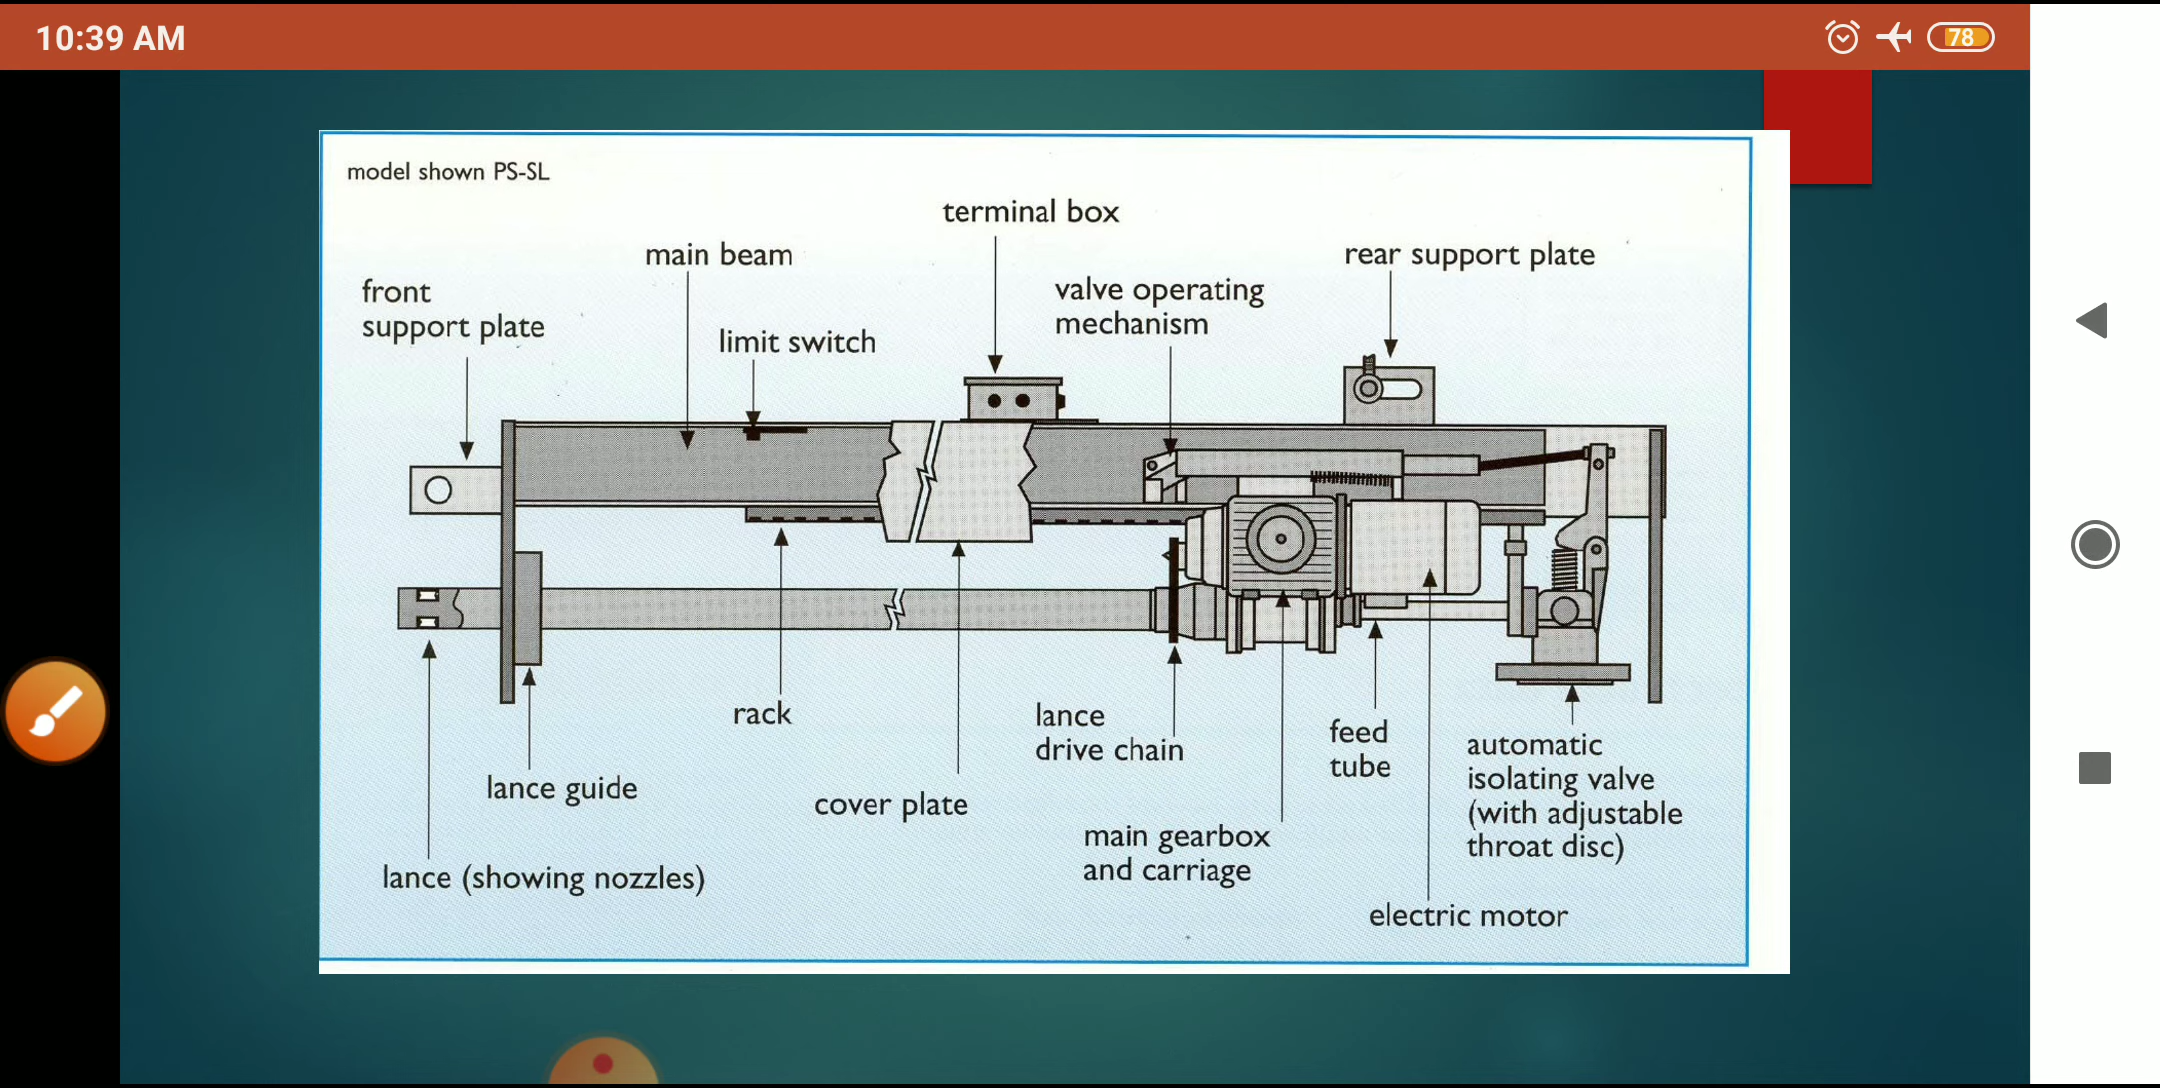 10:39 AM
78
model shown PS-SL
terminal box
main beam
rear support plate
front
support plate
valve operating
mechanism
limit switch
rack
lance
drive chain
feed
tube
automatic
isolating valve
(with adjustable
throat disc)
lance guide
cover plate
main gearbox
and carriage
lance (showing nozzles)
electric motor